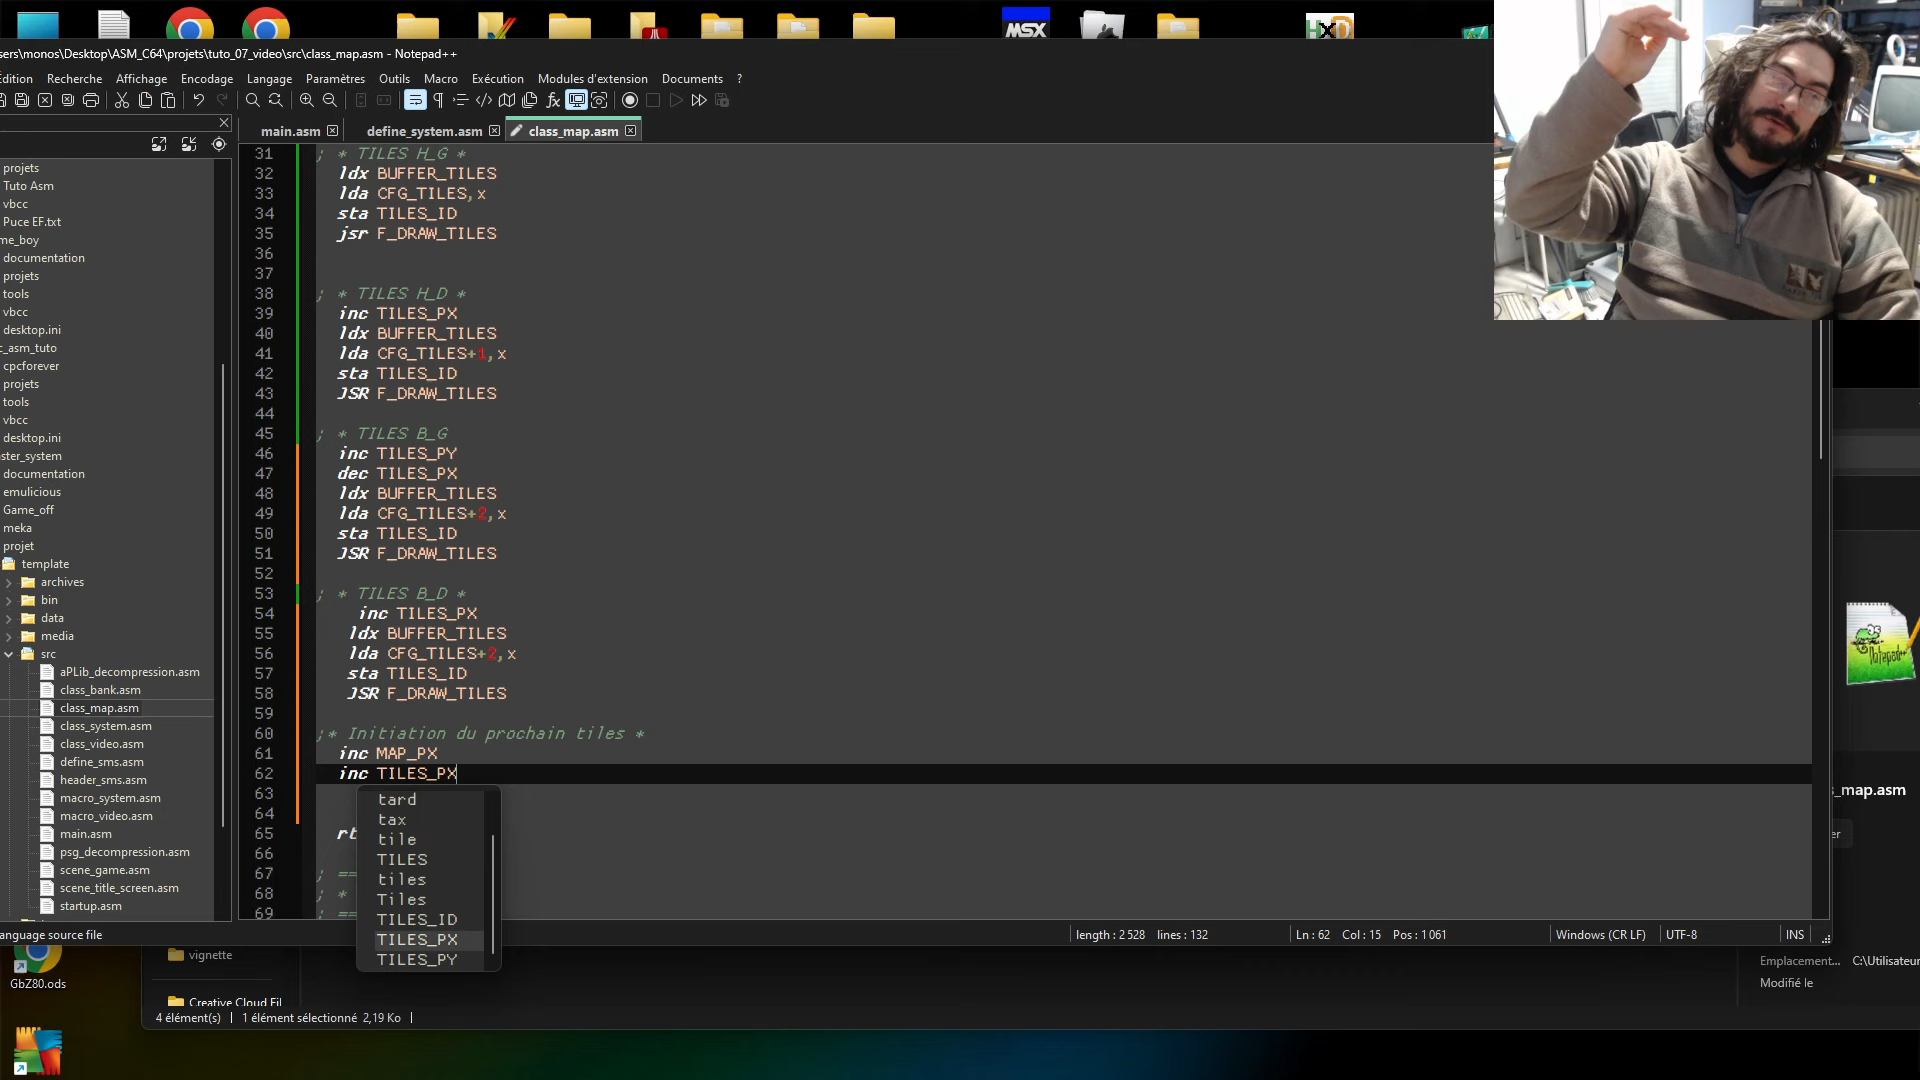 MSX
HxD
sers\monos\Desktop\ASM_C64\projets\tuto_07_video\src\class_map.asm - Notepad++
Édition Recherche Affichage Encodage Langage Paramètres Outils Macro Exécution Modules d'extension Documents ?
main.asm define_system.asm class_map.asm
projets
Tuto Asm
vbcc
Puce EF.txt
me_boy
documentation
projets
tools
vbcc
desktop.ini
c_asm_tuto
cpcforever
projets
tools
vbcc
desktop.ini
ster_system
documentation
emulicious
Game_off
meka
projet
template
archives
bin
data
media
src
aPLib_decompression.asm
class_bank.asm
class_map.asm
class_system.asm
class_video.asm
define_sms.asm
header_sms.asm
macro_system.asm
macro_video.asm
main.asm
psg_decompression.asm
scene_game.asm
scene_title_screen.asm
startup.asm
31 ; * TILES H_G *
32 ldx BUFFER_TILES
33 lda CFG_TILES,x
34 sta TILES_ID
35 jsr F_DRAW_TILES
36
37
38 ; * TILES H_D *
39 inc TILES_PX
40 ldx BUFFER_TILES
41 lda CFG_TILES+1,x
42 sta TILES_ID
43 JSR F_DRAW_TILES
44
45 ; * TILES B_G
46 inc TILES_PY
47 dec TILES_PX
48 ldx BUFFER_TILES
49 lda CFG_TILES+2,x
50 sta TILES_ID
51 JSR F_DRAW_TILES
52
53 ; * TILES B_D *
54 inc TILES_PX
55 ldx BUFFER_TILES
56 lda CFG_TILES+2,x
57 sta TILES_ID
58 JSR F_DRAW_TILES
59
60 ;* Initiation du prochain tiles *
61 inc MAP_PX
62 inc TILES_PX
63
64
65 rt
66
67 ; ==
68 ; *
69 ; ==
tard
tax
tile
TILES
tiles
Tiles
TILES_ID
TILES_PX
TILES_PY
anguage source file
length : 2 528 lines : 132
Ln : 62 Col : 15 Pos : 1 061
Windows (CR LF)
UTF-8
INS
Notepad++
_map.asm
er
Emplacement... C:\Utilisateur
Modifié le
GbZ80.ods
vignette
Creative Cloud Fil
4 élément(s) 1 élément sélectionné 2,19 Ko